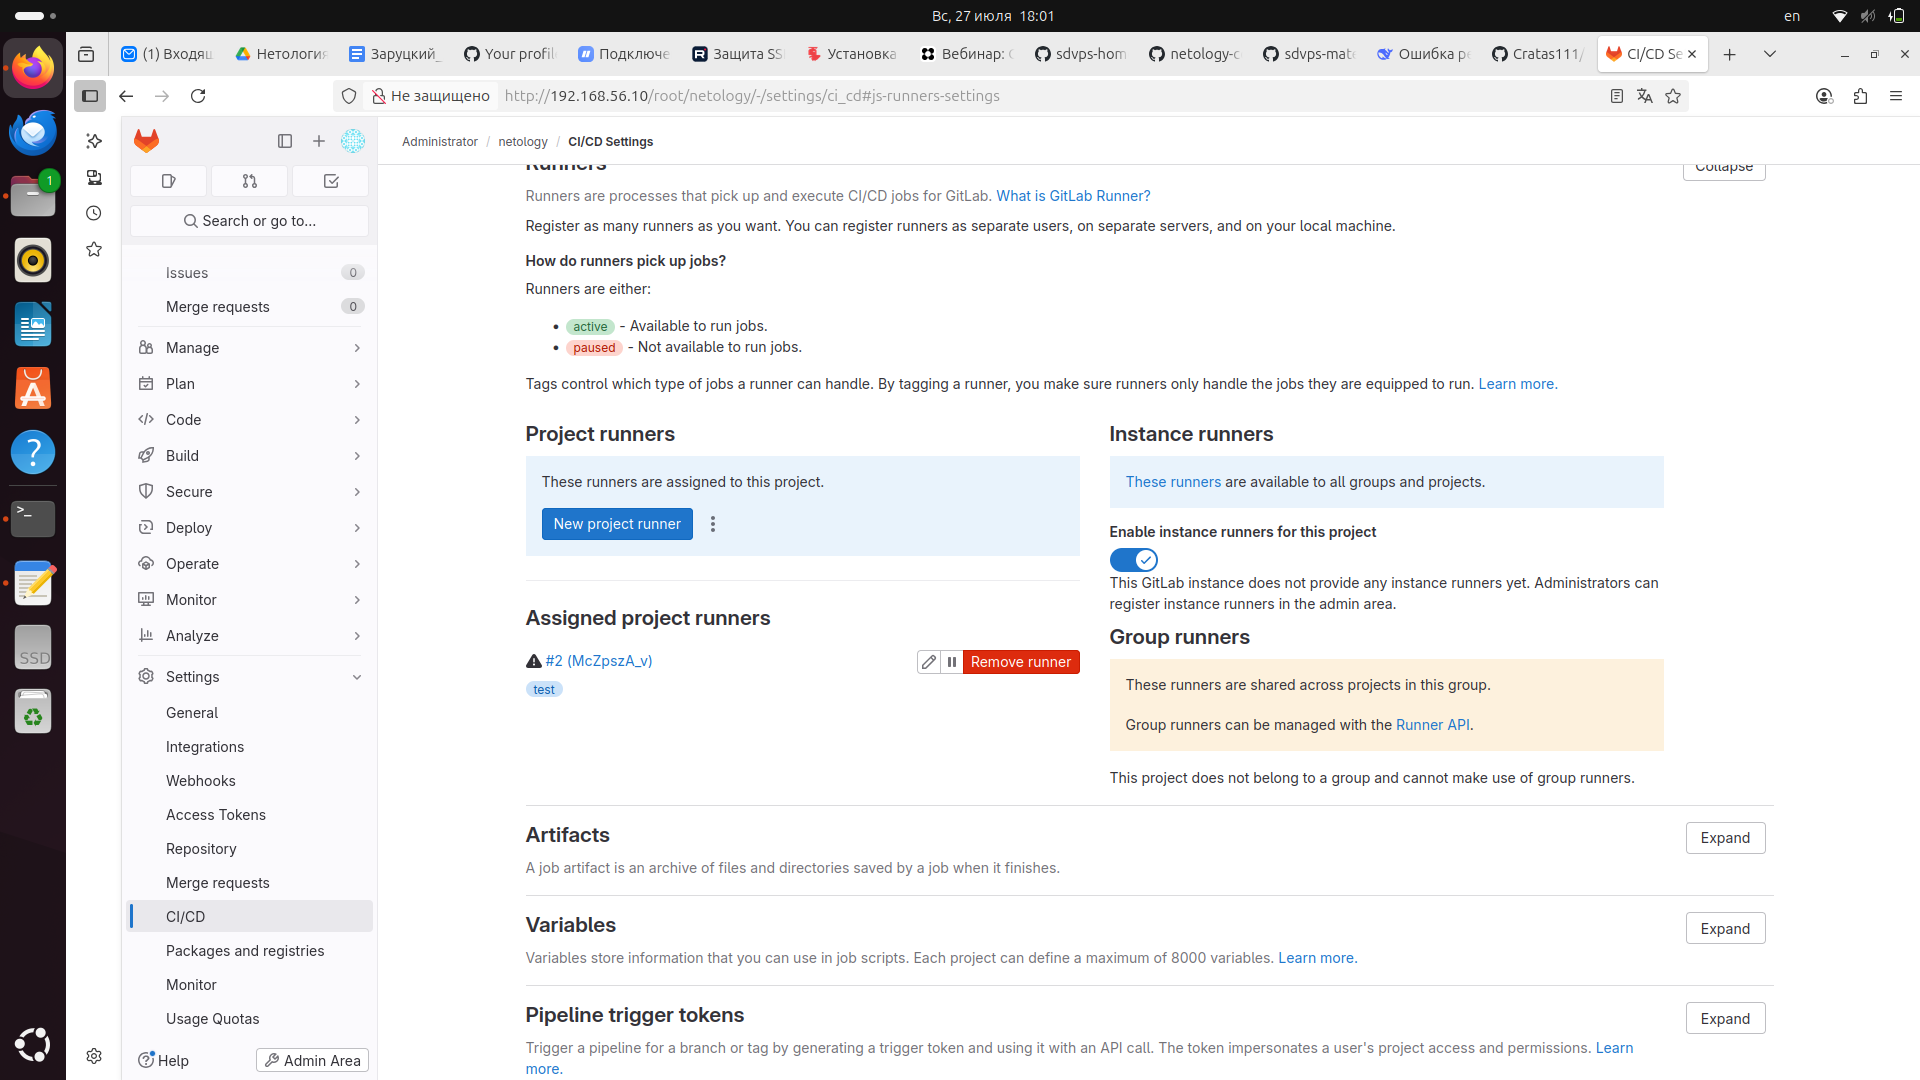 Вс, 27 июля 18:01
en
(1) Входящ
Нетология
Заруцкий_
Your profil
Подключе
Защита SS
Установка
Вебинар: С
sdvps-hom
netology-c
sdvps-mate
Ошибка ре
Cratas111/
CI/CD Se
Не защищено
http://192.168.56.10/root/netology/-/settings/ci_cd#js-runners-settings
Administrator / netology / CI/CD Settings
Search or go to...
Issues 0
Merge requests 0
Manage
Plan
Code
Build
Secure
Deploy
Operate
Monitor
Analyze
Settings
General
Integrations
Webhooks
Access Tokens
Repository
Merge requests
CI/CD
Packages and registries
Monitor
Usage Quotas
Help
Admin Area
1
SSD
Runners
Collapse
Runners are processes that pick up and execute CI/CD jobs for GitLab. What is GitLab Runner?
Register as many runners as you want. You can register runners as separate users, on separate servers, and on your local machine.
How do runners pick up jobs?
Runners are either:
active - Available to run jobs.
paused - Not available to run jobs.
Tags control which type of jobs a runner can handle. By tagging a runner, you make sure runners only handle the jobs they are equipped to run. Learn more.
Project runners
These runners are assigned to this project.
New project runner
Assigned project runners
#2 (McZpszA_v)
Remove runner
test
Instance runners
These runners are available to all groups and projects.
Enable instance runners for this project
This GitLab instance does not provide any instance runners yet. Administrators can
register instance runners in the admin area.
Group runners
These runners are shared across projects in this group.
Group runners can be managed with the Runner API.
This project does not belong to a group and cannot make use of group runners.
Artifacts
Expand
A job artifact is an archive of files and directories saved by a job when it finishes.
Variables
Expand
Variables store information that you can use in job scripts. Each project can define a maximum of 8000 variables. Learn more.
Pipeline trigger tokens
Expand
Trigger a pipeline for a branch or tag by generating a trigger token and using it with an API call. The token impersonates a user's project access and permissions. Learn
more.